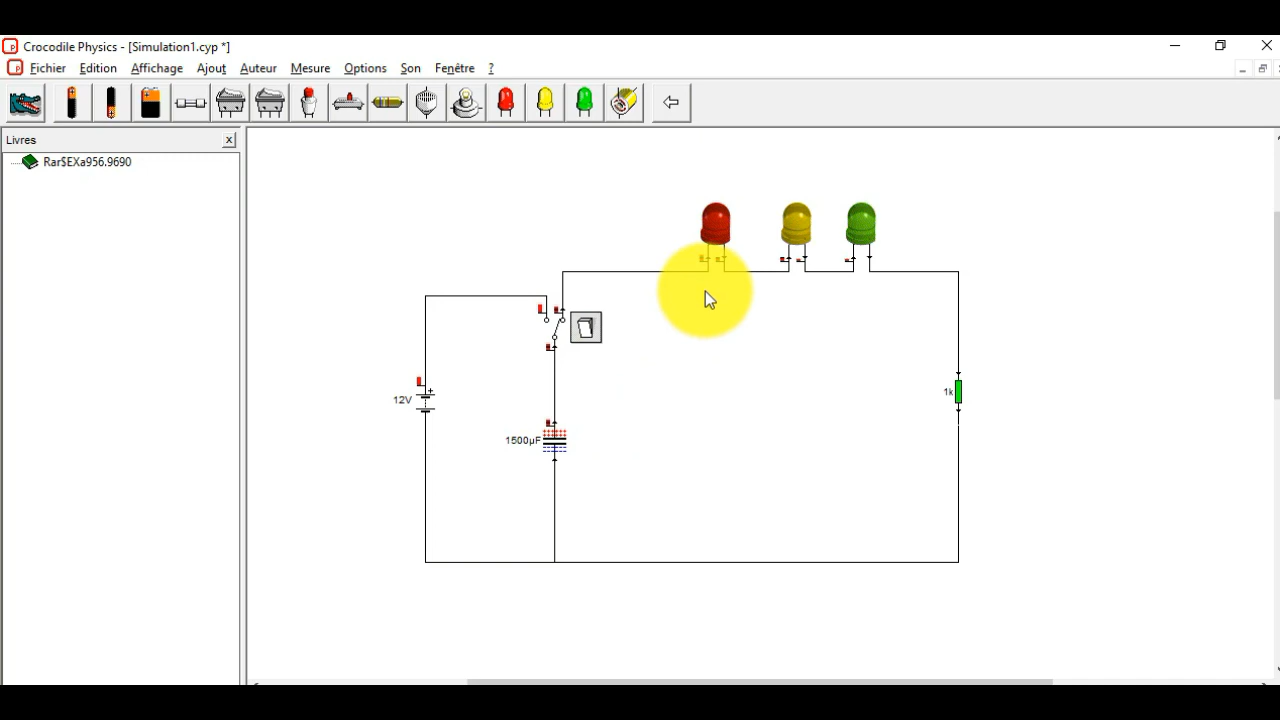 Crocodile Physics - [Simulation1.cyp *]
Fichier Edition Affichage Ajout Auteur Mesure Options Son Fenêtre ?
Livres x
Rar$EXa956.9690
12V
1500µF
1k